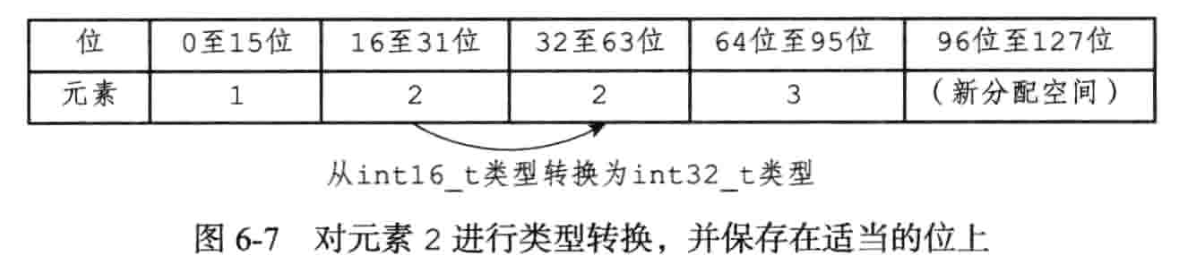 位 0至15位 16至31位 32至63位 64位至95位 96位至127位
元素 1 2 2 3 （新分配空间）
从int16_t类型转换为int32_t类型
图 6-7 对元素 2 进行类型转换，并保存在适当的位上